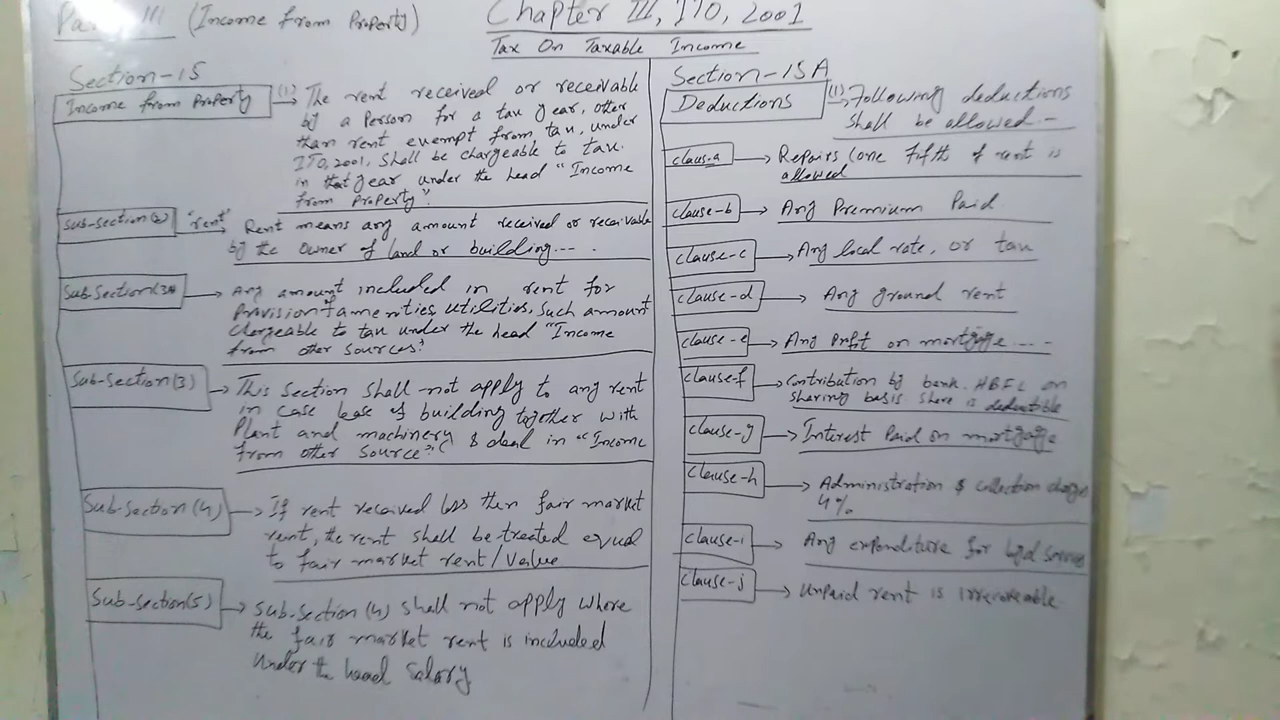 Part III (Income from Property)
Chapter III, ITO, 2001
Tax On Taxable Income
Section-15
Income from Property
(1) The rent received or receivable
by a Person for a tax year, other
than rent exempt from, tax, under
ITO, 2001, Shall be chargeable to tax.
in that year under the head "Income
from Property".
Sub-section(2) "rent" Rent means any amount received or receivable
by the owner of land or building--- .
Sub-Section(3A Any amount included in rent for
Provision of amenities, utilities, such amount
chargeable to tax under the head "Income
from other sources".
Sub-section(3) This section shall not apply to any rent
in case lease of building together with
Plant and machinery & deal in "Income
from other source".
Sub-section(4) If rent received less then fair market
rent, the rent shall be treated equal
to fair market rent/Value
Sub-section(5) Sub-section (4) shall not apply where
the fair market rent is included
under the head salary
Section-15A
Deductions
(1) Following deductions
shall be allowed.-
claus-a Repairs (one fifth of rent is
allowed
clause-b Any Premium Paid
clause-c Any local rate, or tax
clause-d Any ground rent
clause-e Any Profit on mortgage----
clause-f Contribution by bank. HBFL on
sharing basis share is deductible
clause-g Interest Paid on mortgage
clause-h Administration & collection charges
4%
clause-i Any expenditure for legal services
clause-j Unpaid rent is